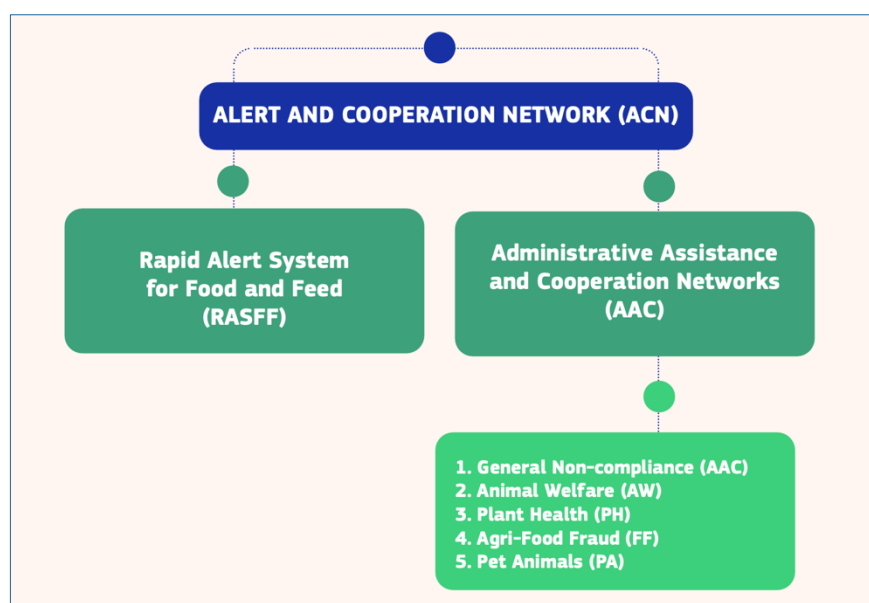 ALERT AND COOPERATION NETWORK (ACN)
Rapid Alert System
for Food and Feed
(RASFF)
Administrative Assistance
and Cooperation Networks
(AAC)
1. General Non-compliance (AAC)
2. Animal Welfare (AW)
3. Plant Health (PH)
4. Agri-Food Fraud (FF)
5. Pet Animals (PA)